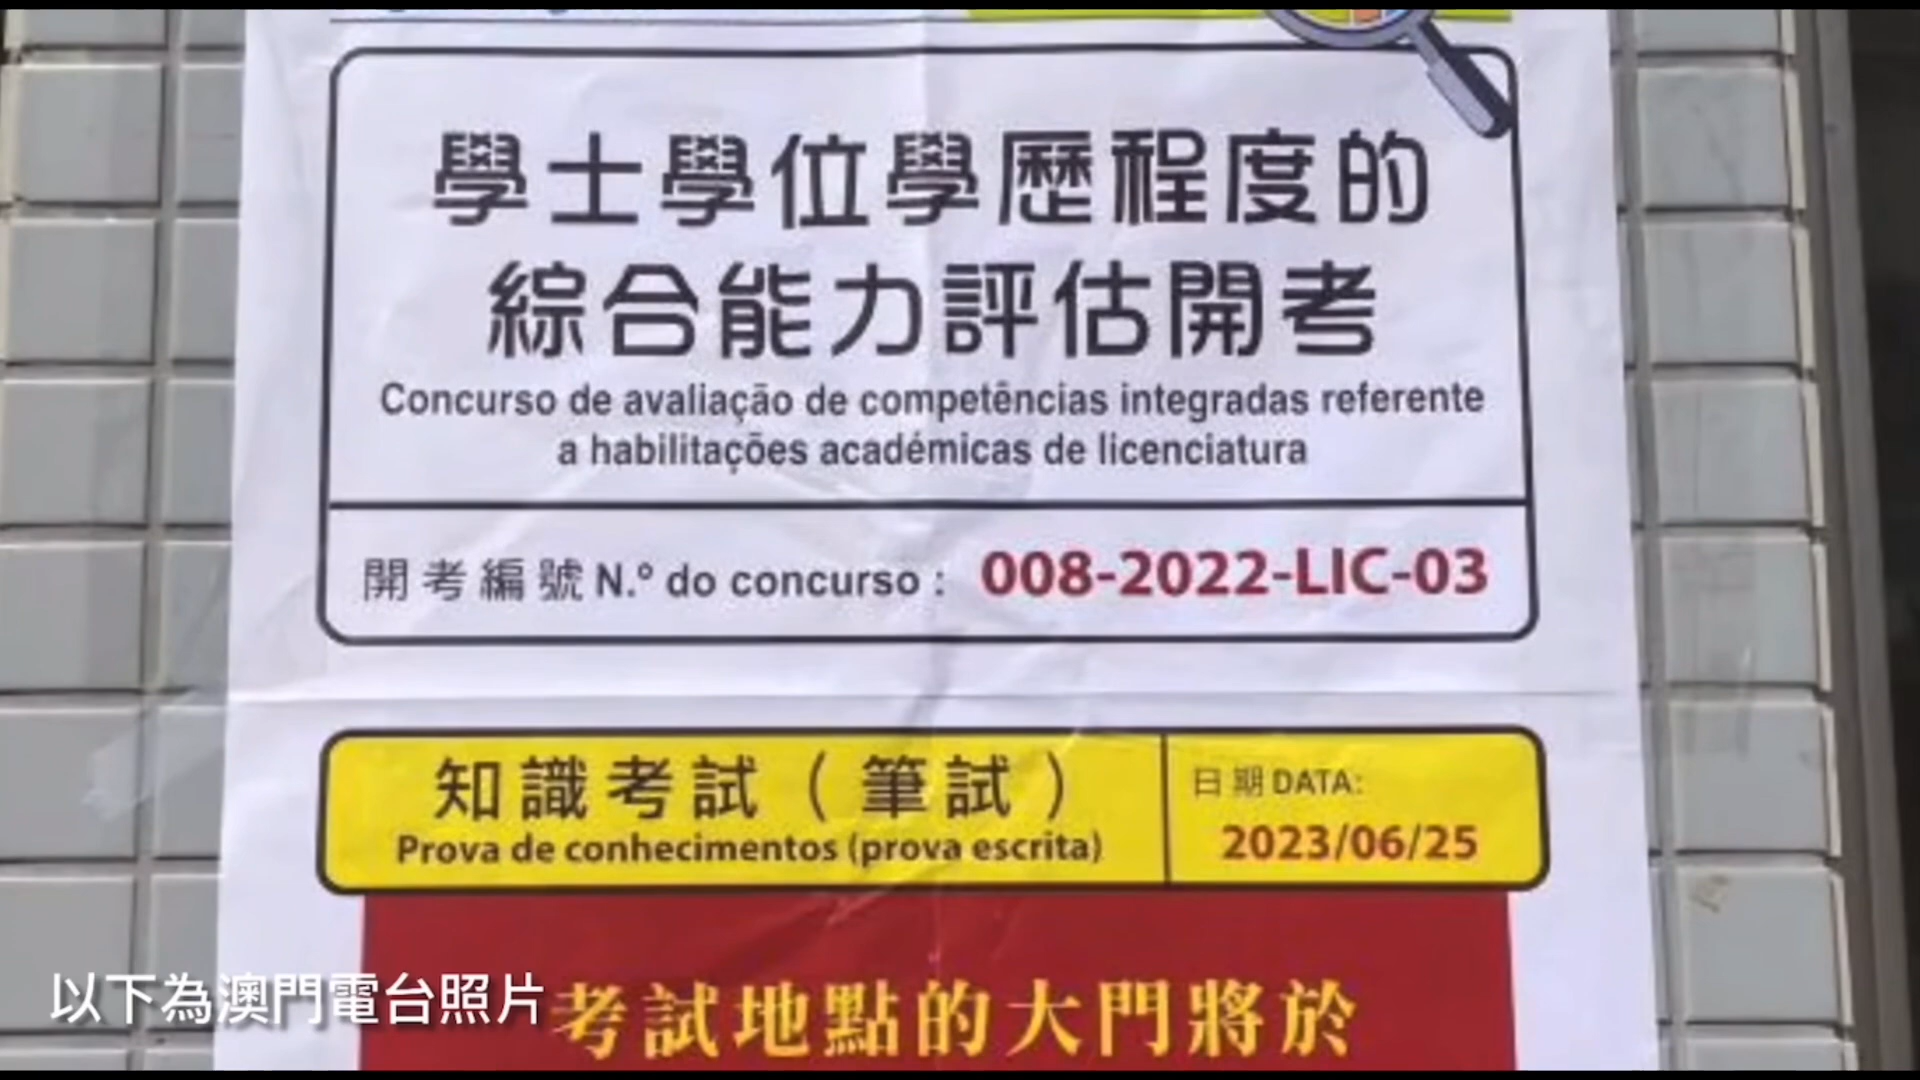 學士學位學歷程度的
綜合能力評估開考
Concurso de avaliação de competências integradas referente
a habilitações académicas de licenciatura
開考編號 N.º do concurso : 008-2022-LIC-03
知識考試（筆試）
Prova de conhecimentos (prova escrita)
日期 DATA:
2023/06/25
考試地點的大門將於
以下為澳門電台照片